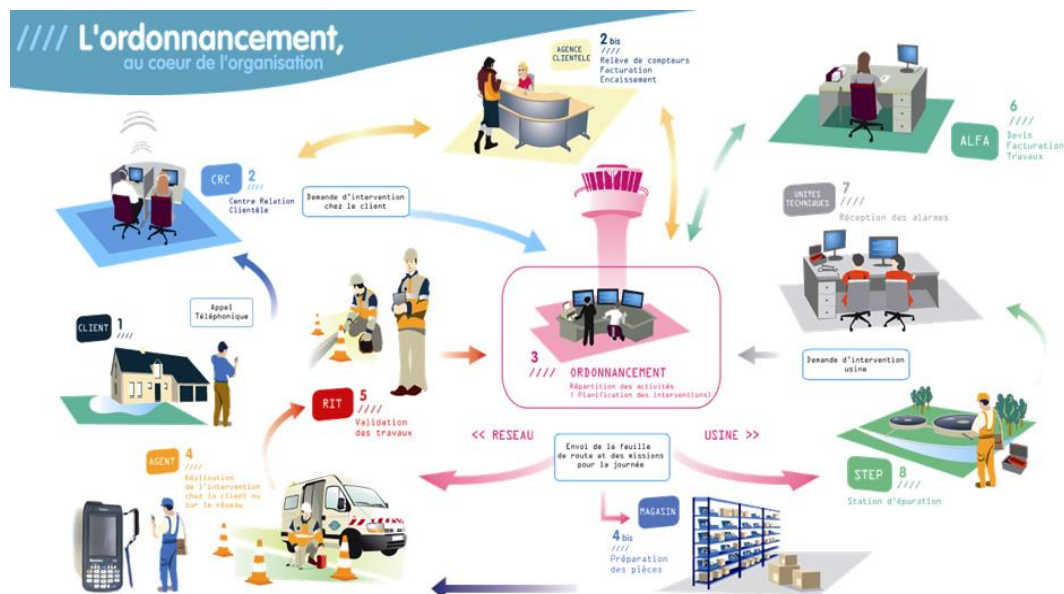 //// L'ordonnancement,
au coeur de l'organisation
AGENCE
CLIENTELE
2 bis
////
Relève de compteurs
Facturation
Encaissement
6
////
ALFA
Devis
Facturation
Travaux
CRC
2
////
Centre Relation
Clientèle
Demande d'intervention
chez le client
UNITES
TECHNIQUES
7
////
Réception des alarmes
Appel
Téléphonique
CLIENT
1
////
3
////
ORDONNANCEMENT
Répartition des activités
( Planification des interventions)
Demande d'intervention
usine
RIT
5
////
Validation
des travaux
<< RESEAU
USINE >>
Envoi de la feuille
de route et des missions
pour la journée
AGENT
4
////
Réalisation
de l'intervention
chez la client ou
sur le réseau
STEP
8
////
Station d'épuration
MAGASIN
4 bis
////
Préparation
des pièces